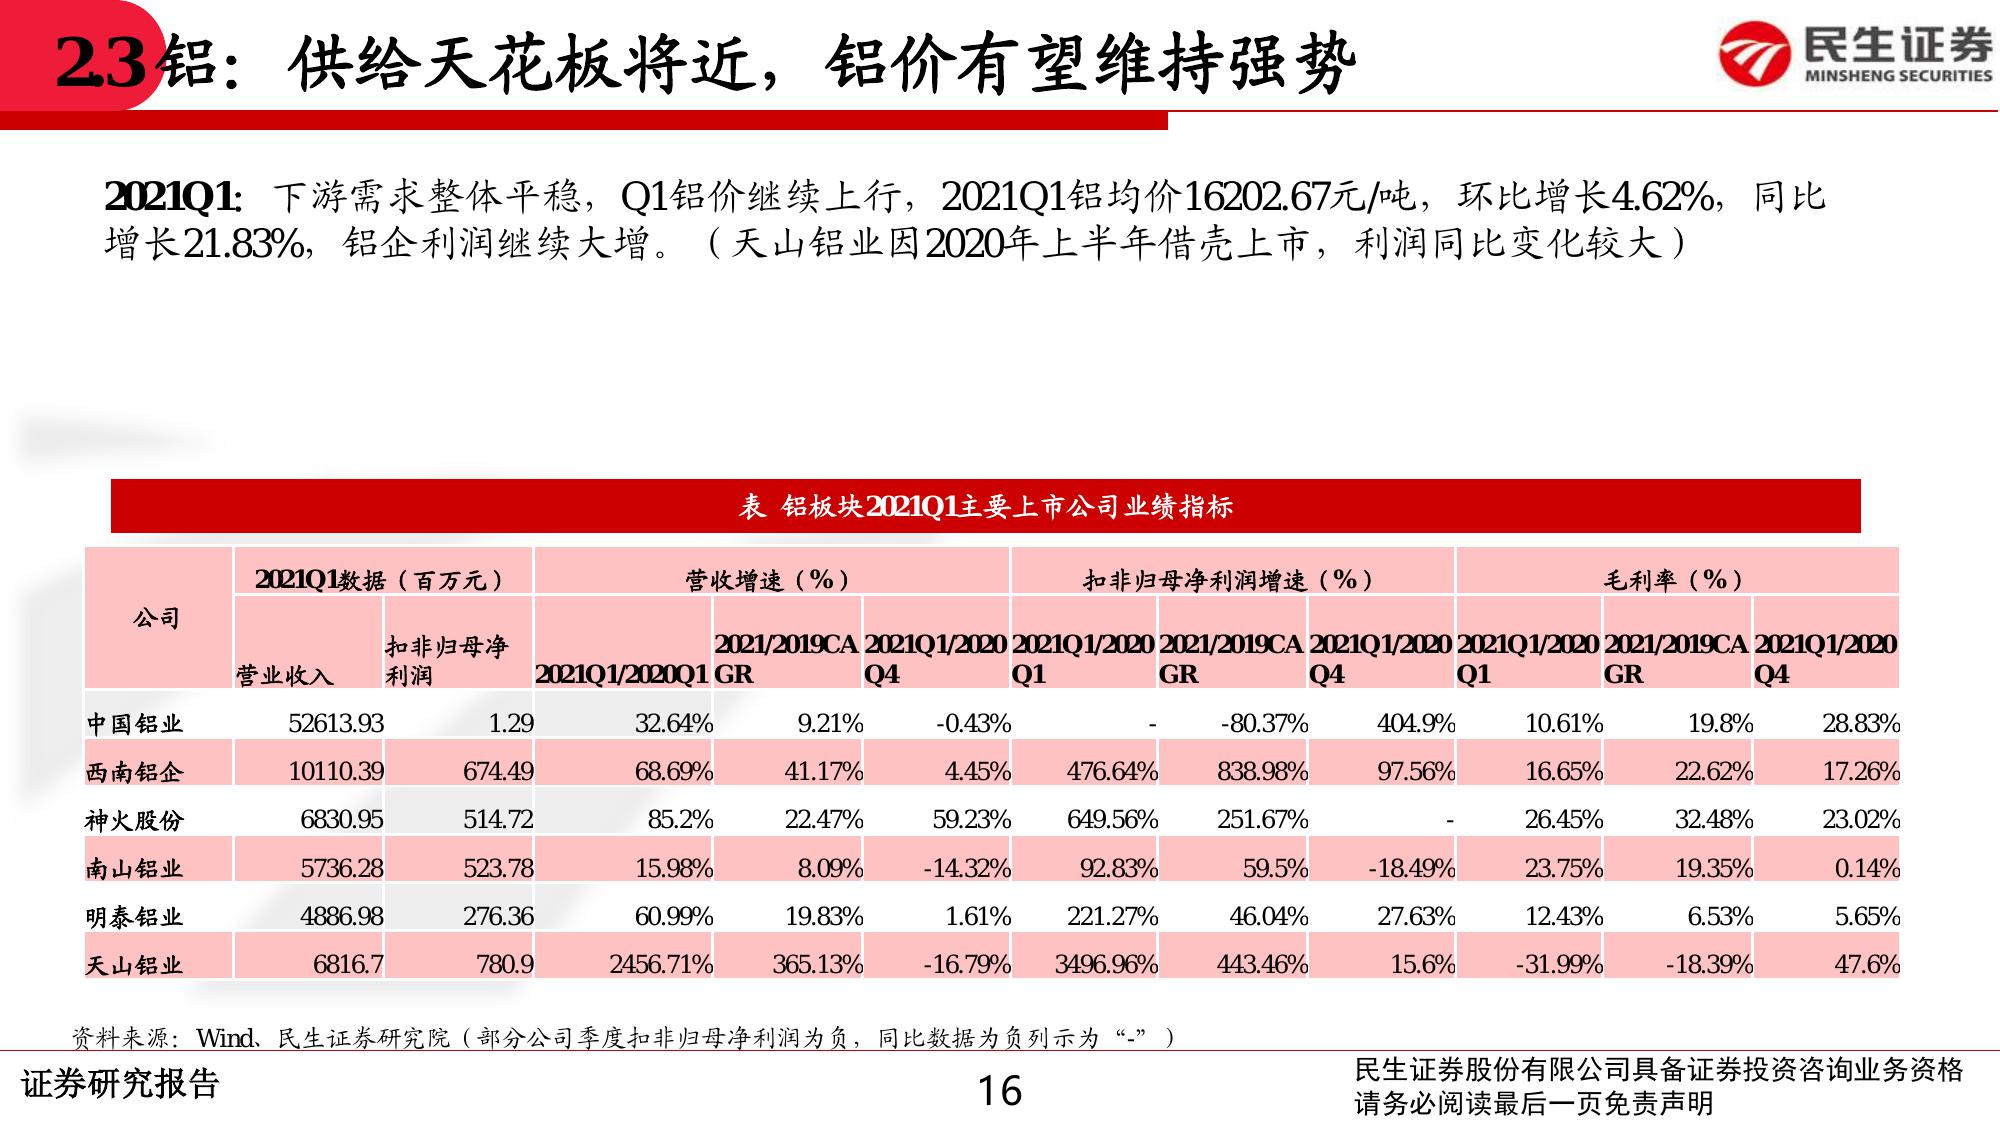 2.3铝：供给天花板将近，铝价有望维持强势
民生证券
MINSHENG SECURITIES
2021Q1：下游需求整体平稳，Q1铝价继续上行，2021Q1铝均价16202.67元/吨，环比增长4.62%，同比
增长21.83%，铝企利润继续大增。（天山铝业因2020年上半年借壳上市，利润同比变化较大）
表 铝板块2021Q1主要上市公司业绩指标
公司 2021Q1数据（百万元） 营收增速（%） 扣非归母净利润增速（%） 毛利率（%）
营业收入 扣非归母净利润 2021Q1/2020Q1 2021/2019CAGR 2021Q1/2020Q4 2021Q1/2020Q1 2021/2019CAGR 2021Q1/2020Q4 2021Q1/2020Q1 2021/2019CAGR 2021Q1/2020Q4
中国铝业 52613.93 1.29 32.64% 9.21% -0.43% - -80.37% 404.9% 10.61% 19.8% 28.83%
西南铝企 10110.39 674.49 68.69% 41.17% 4.45% 476.64% 838.98% 97.56% 16.65% 22.62% 17.26%
神火股份 6830.95 514.72 85.2% 22.47% 59.23% 649.56% 251.67% - 26.45% 32.48% 23.02%
南山铝业 5736.28 523.78 15.98% 8.09% -14.32% 92.83% 59.5% -18.49% 23.75% 19.35% 0.14%
明泰铝业 4886.98 276.36 60.99% 19.83% 1.61% 221.27% 46.04% 27.63% 12.43% 6.53% 5.65%
天山铝业 6816.7 780.9 2456.71% 365.13% -16.79% 3496.96% 443.46% 15.6% -31.99% -18.39% 47.6%
资料来源：Wind、民生证券研究院（部分公司季度扣非归母净利润为负，同比数据为负列示为“-”）
证券研究报告
16
民生证券股份有限公司具备证券投资咨询业务资格
请务必阅读最后一页免责声明